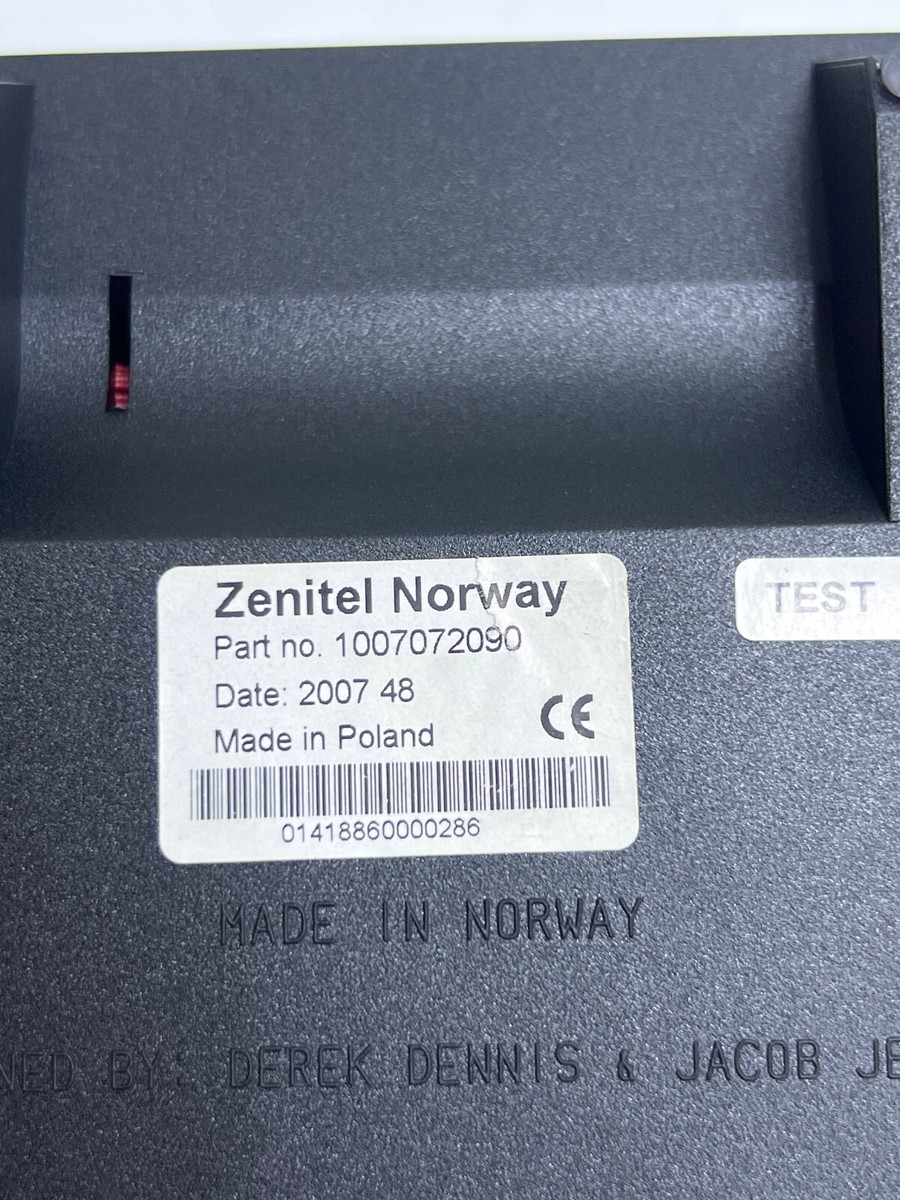 Zenitel Norway
Part no. 1007072090
Date: 2007 48
Made in Poland
CE
01418860000286
TEST
MADE IN NORWAY
BY: DEREK DENNIS & JACOB